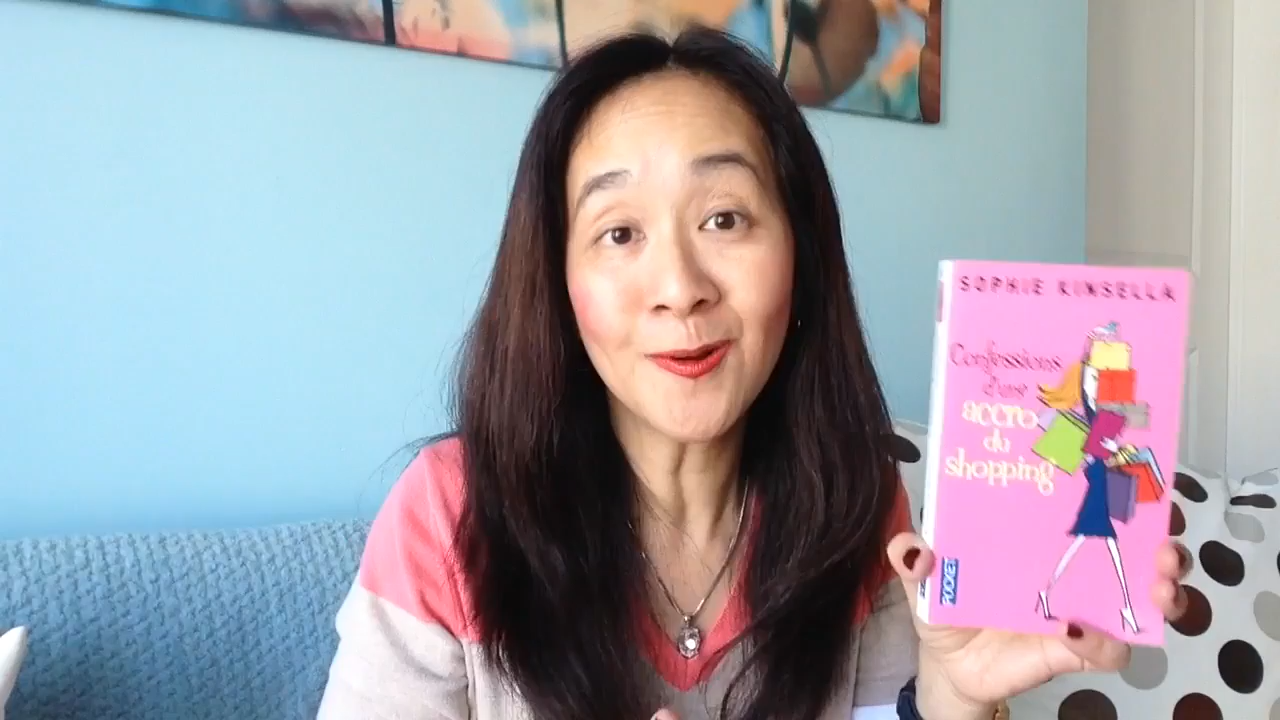 SOPHIE KINSELLA
Confessions
d'une
accro
du
shopping
POCKET